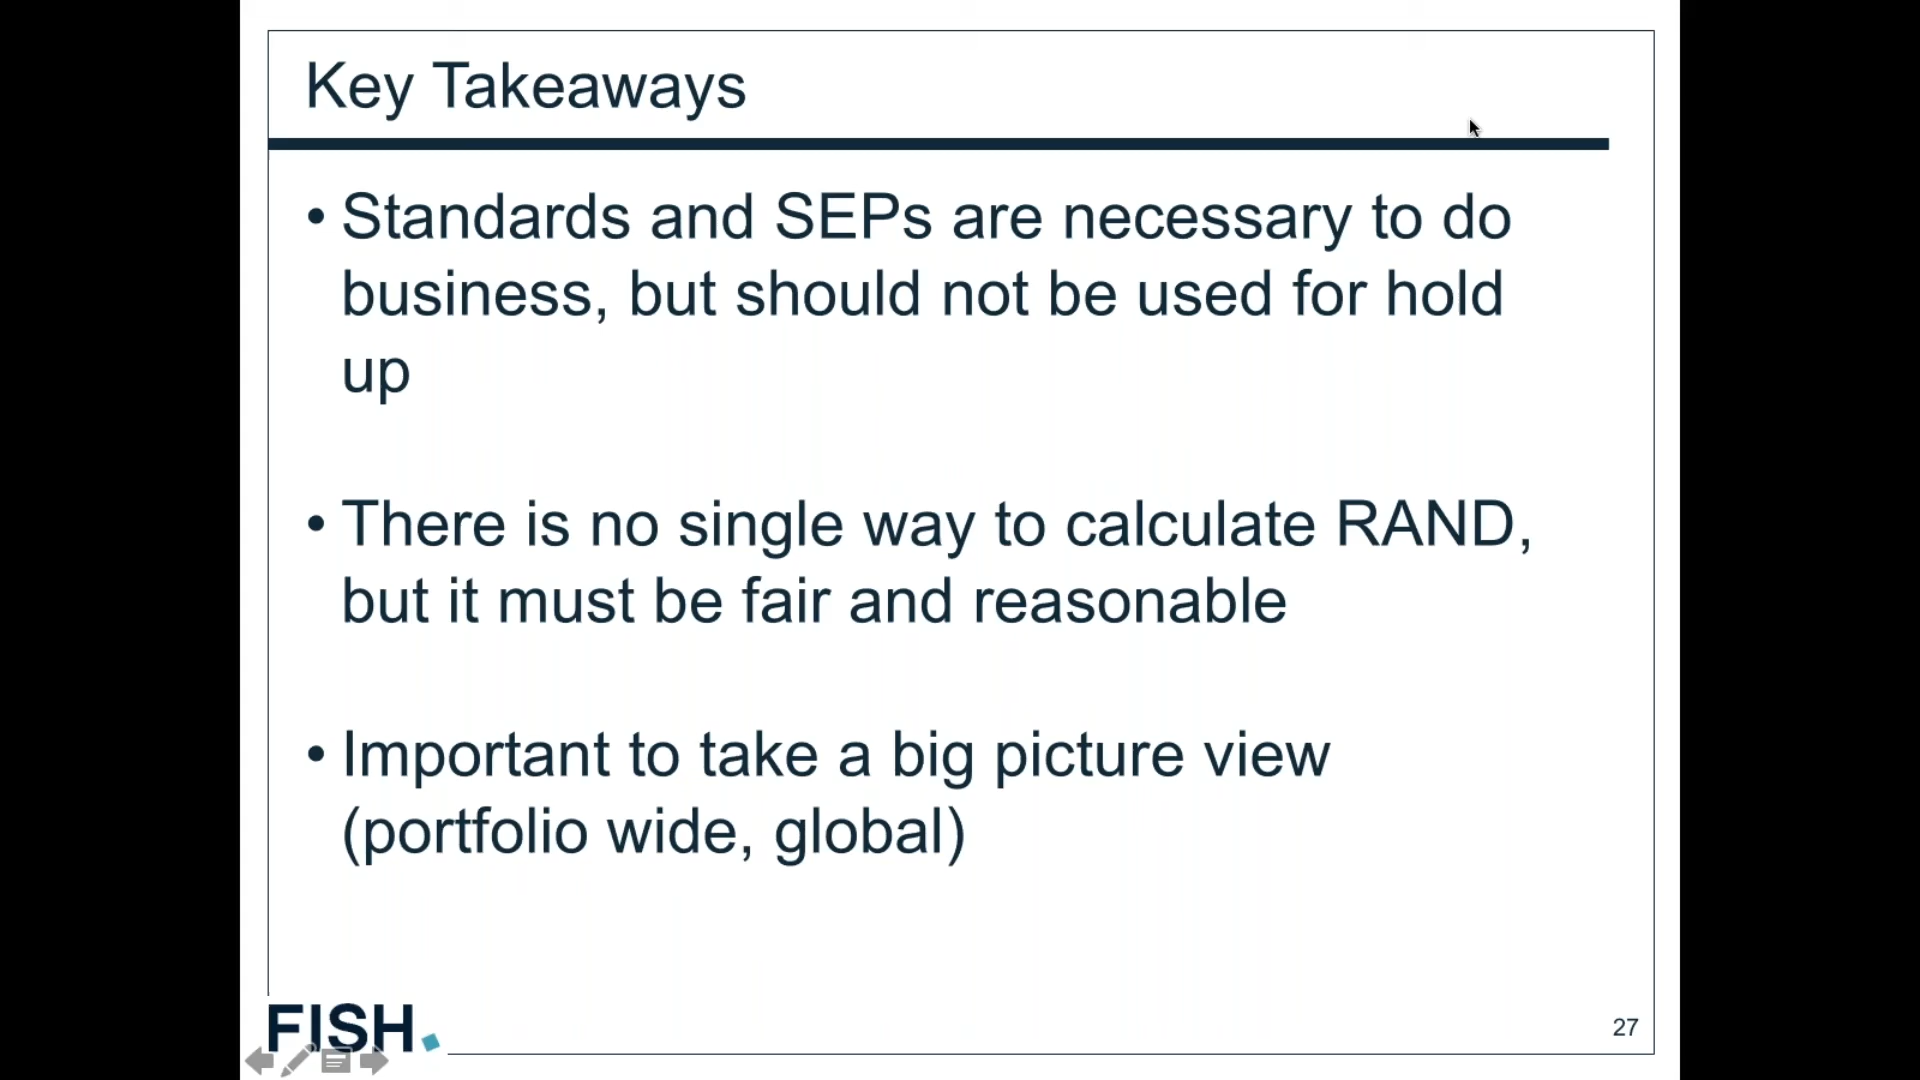 Key Takeaways
• Standards and SEPs are necessary to do
business, but should not be used for hold
up
• There is no single way to calculate RAND,
but it must be fair and reasonable
• Important to take a big picture view
(portfolio wide, global)
FISH.
27